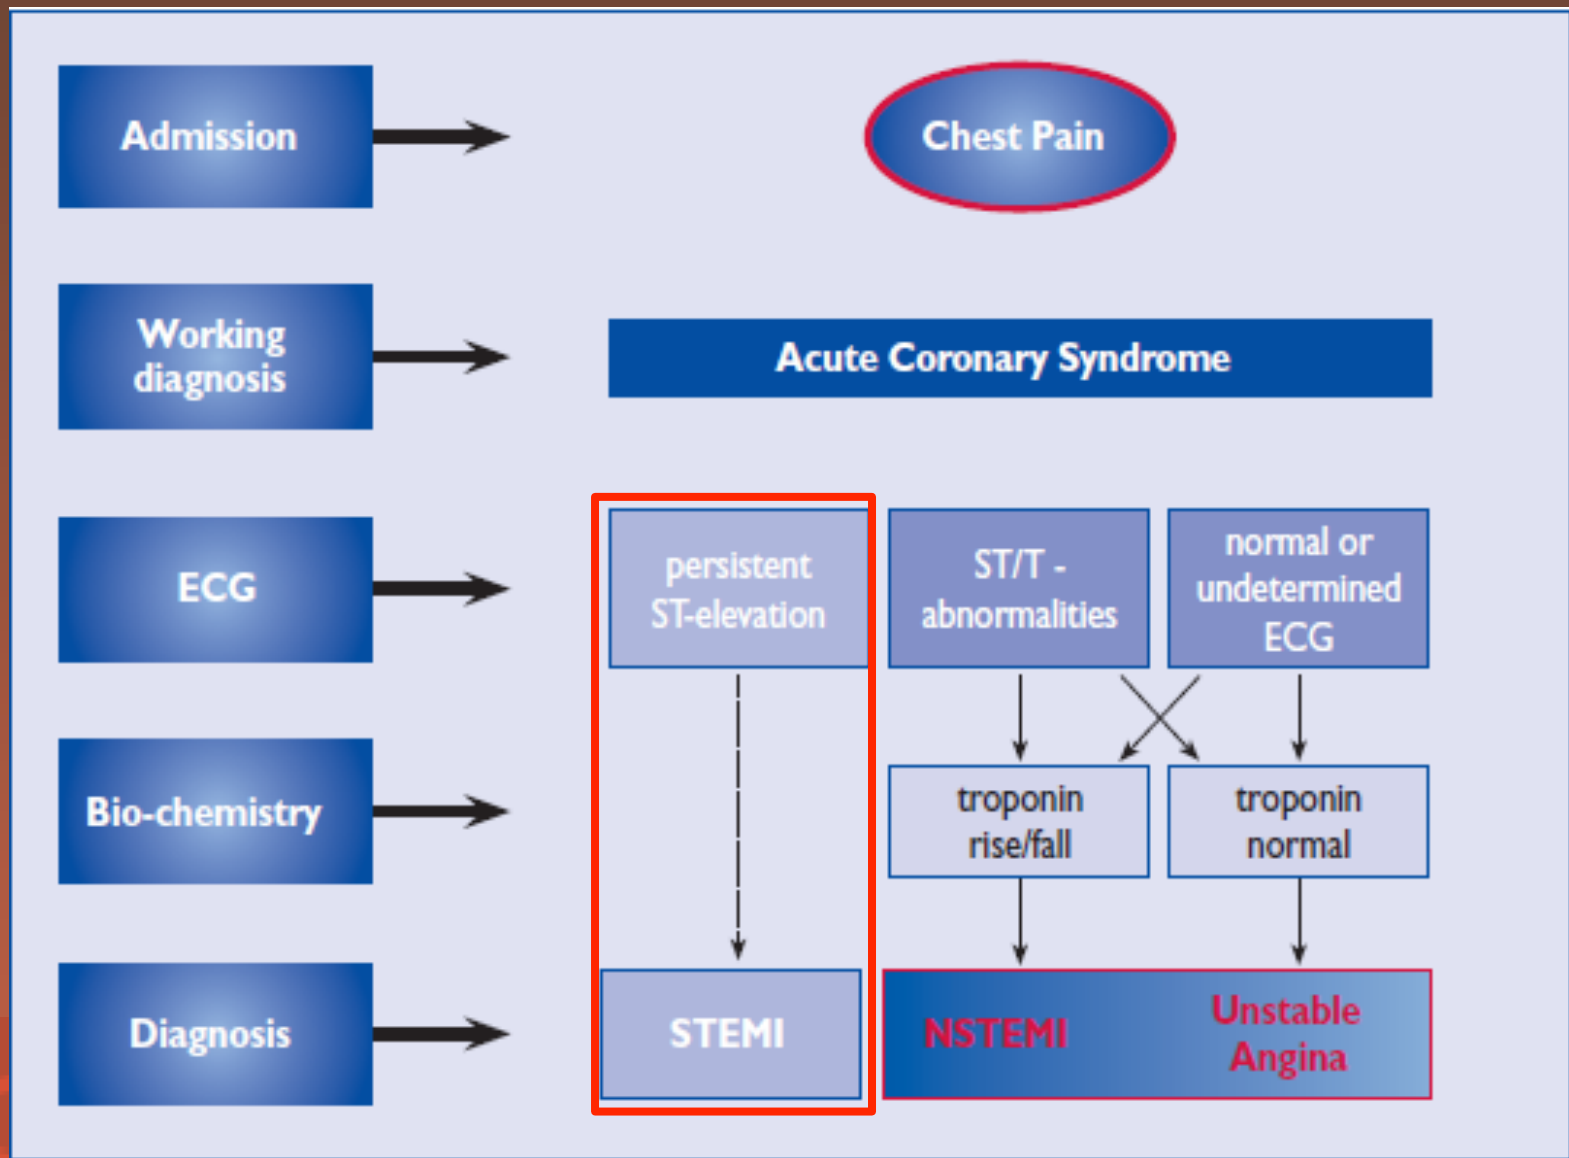 Admission
Chest Pain
Working
diagnosis
Acute Coronary Syndrome
ECG
persistent
ST-elevation
ST/T -
abnormalities
normal or
undetermined
ECG
Bio-chemistry
troponin
rise/fall
troponin
normal
Diagnosis
STEMI
NSTEMI
Unstable
Angina